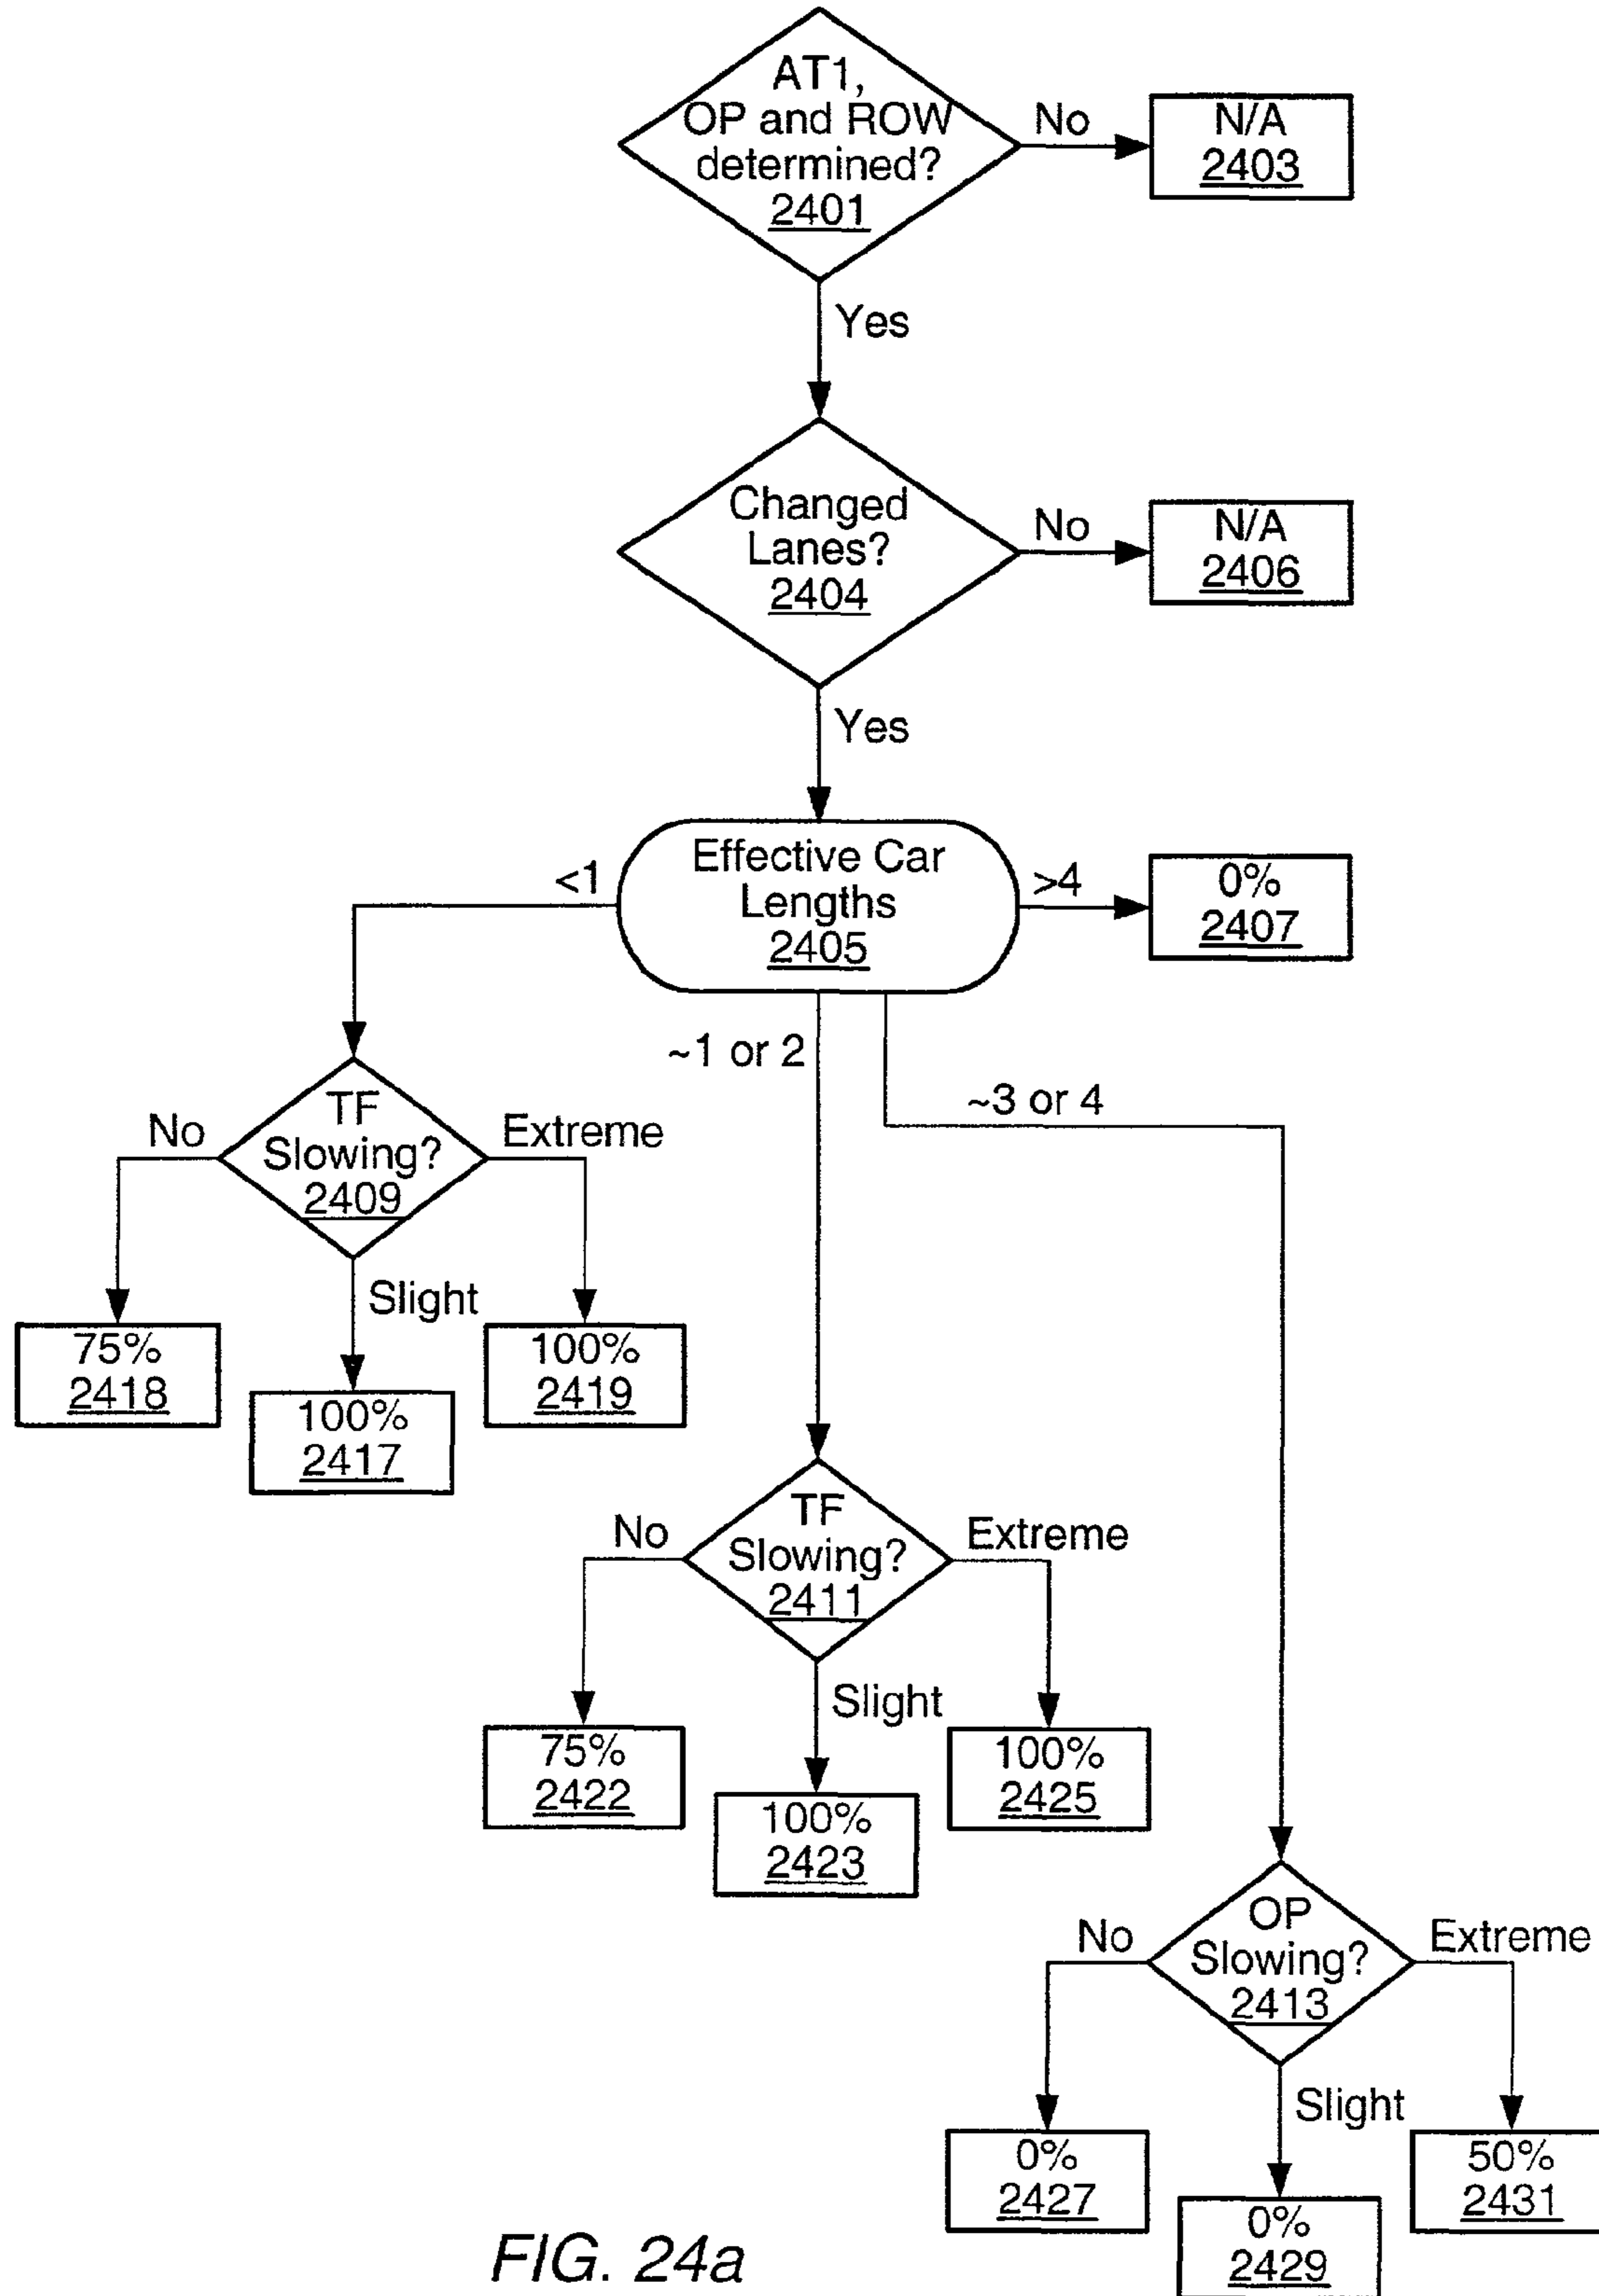 AT1,
OP and ROW
determined?
2401
No
N/A
2403
Yes
Changed
Lanes?
2404
No
N/A
2406
Yes
Effective Car
Lengths
2405
<1
>4
0%
2407
~1 or 2
~3 or 4
TF
Slowing?
2409
No
Extreme
Slight
75%
2418
100%
2417
100%
2419
TF
Slowing?
2411
No
Extreme
Slight
75%
2422
100%
2423
100%
2425
OP
Slowing?
2413
No
Extreme
Slight
0%
2427
0%
2429
50%
2431
FIG. 24a